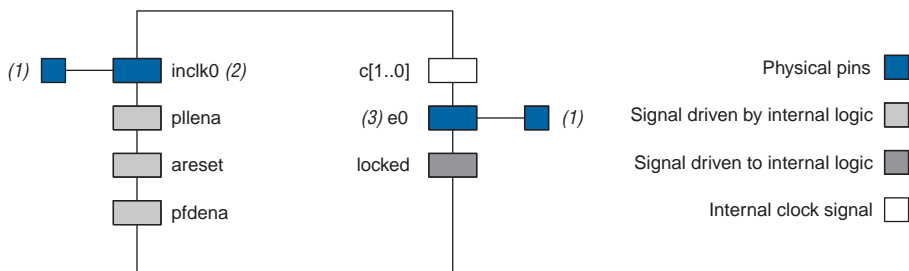 (1) inclk0 (2)
pllena
areset
pfdena
c[1..0]
(3) e0 (1)
locked
Physical pins
Signal driven by internal logic
Signal driven to internal logic
Internal clock signal